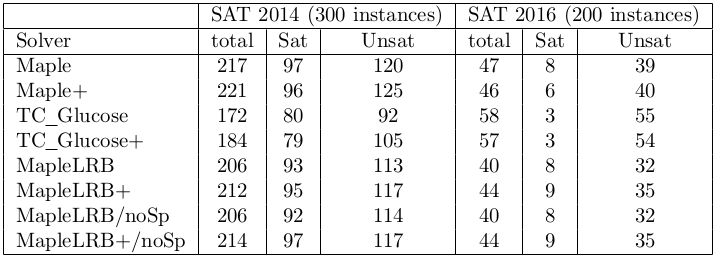 SAT 2014 (300 instances) SAT 2016 (200 instances)
Solver total Sat Unsat total Sat Unsat
Maple 217 97 120 47 8 39
Maple+ 221 96 125 46 6 40
TC_Glucose 172 80 92 58 3 55
TC_Glucose+ 184 79 105 57 3 54
MapleLRB 206 93 113 40 8 32
MapleLRB+ 212 95 117 44 9 35
MapleLRB/noSp 206 92 114 40 8 32
MapleLRB+/noSp 214 97 117 44 9 35